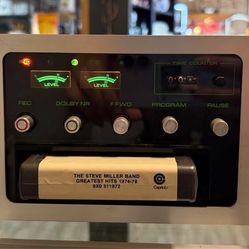 TAPE COUNTER
LEVEL LEVEL
REC DOLBY NR F.FWD PROGRAM PAUSE
THE STEVE MILLER BAND
GREATEST HITS 1974-78
8X0 511872
Capitol